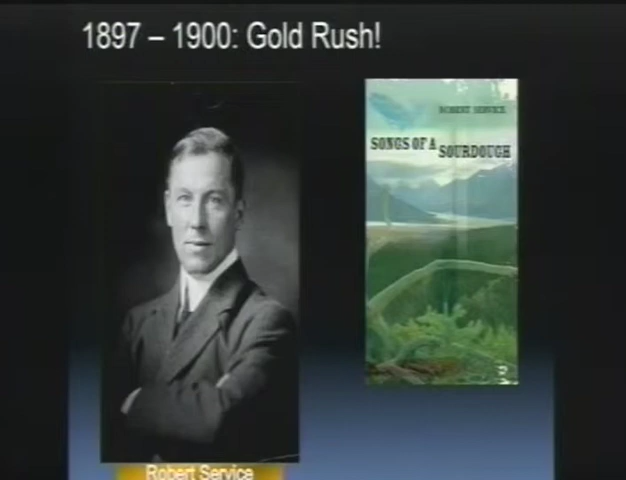 1897 – 1900: Gold Rush!
ROBERT SERVICE
SONGS OF A
SOURDOUGH
Robert Service